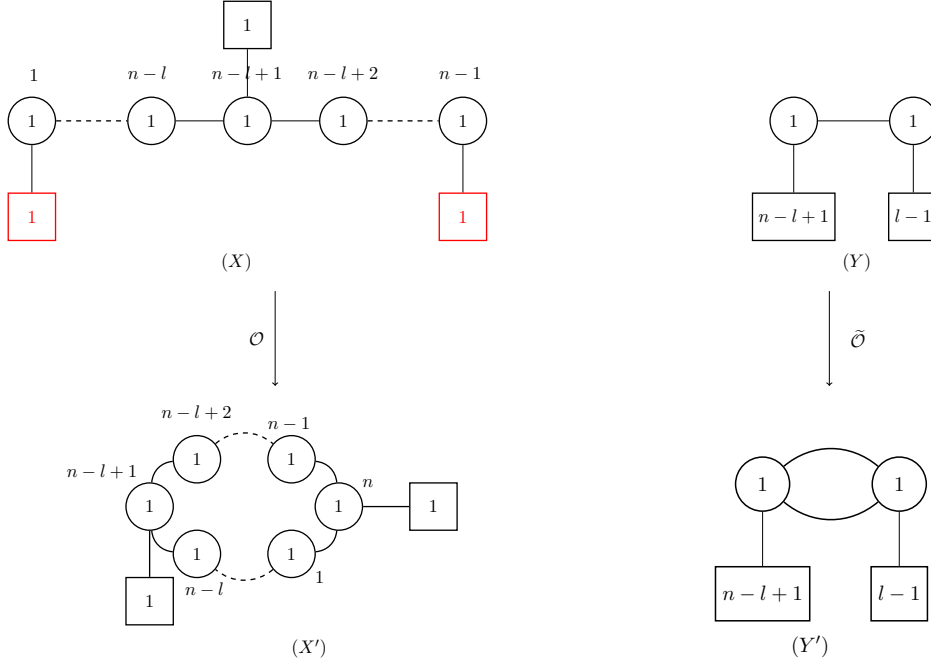 1
1 n − l n − l + 1 n − l + 2 n − 1
1 1 1 1 1 1 1
1 1 n − l + 1 l − 1
(X) (Y)
𝒪 𝒪̃
n − l + 2 n − 1
1 1
n − l + 1 n
1 1
1 1 1 1
1 1
n − l 1
1 n − l + 1 l − 1
(X′) (Y′)